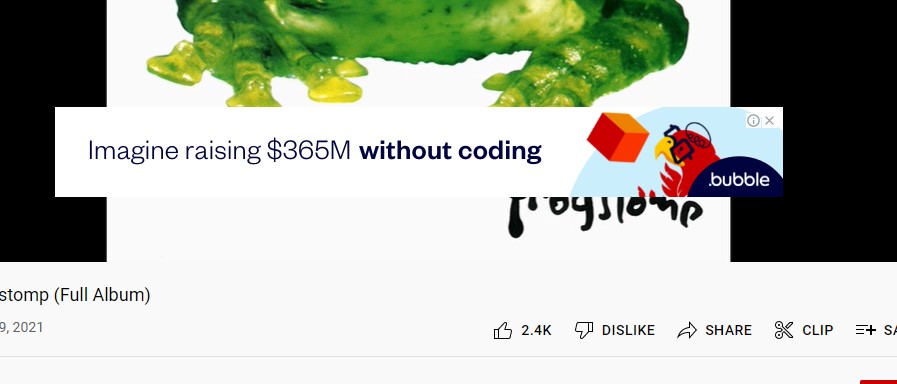 Imagine raising $365M without coding
.bubble
frogstomp
stomp (Full Album)
9, 2021
2.4K
DISLIKE
SHARE
CLIP
SA